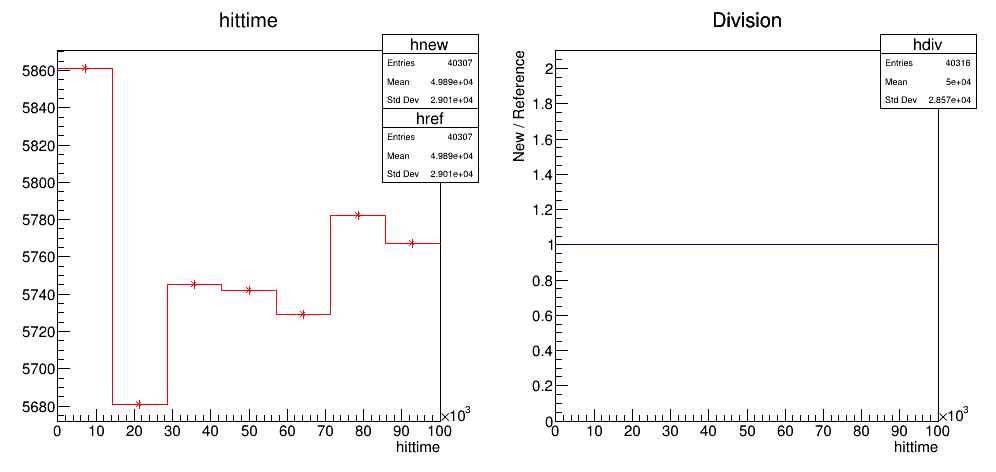 hittime
hnew
Entries 40307
Mean 4.989e+04
Std Dev 2.901e+04
href
Entries 40307
Mean 4.989e+04
Std Dev 2.901e+04
5860
5840
5820
5800
5780
5760
5740
5720
5700
5680
0 10 20 30 40 50 60 70 80 90 100
×10³
hittime
Division
hdiv
Entries 40316
Mean 5e+04
Std Dev 2.857e+04
New / Reference
2
1.8
1.6
1.4
1.2
1
0.8
0.6
0.4
0.2
0
0 10 20 30 40 50 60 70 80 90 100
×10³
hittime